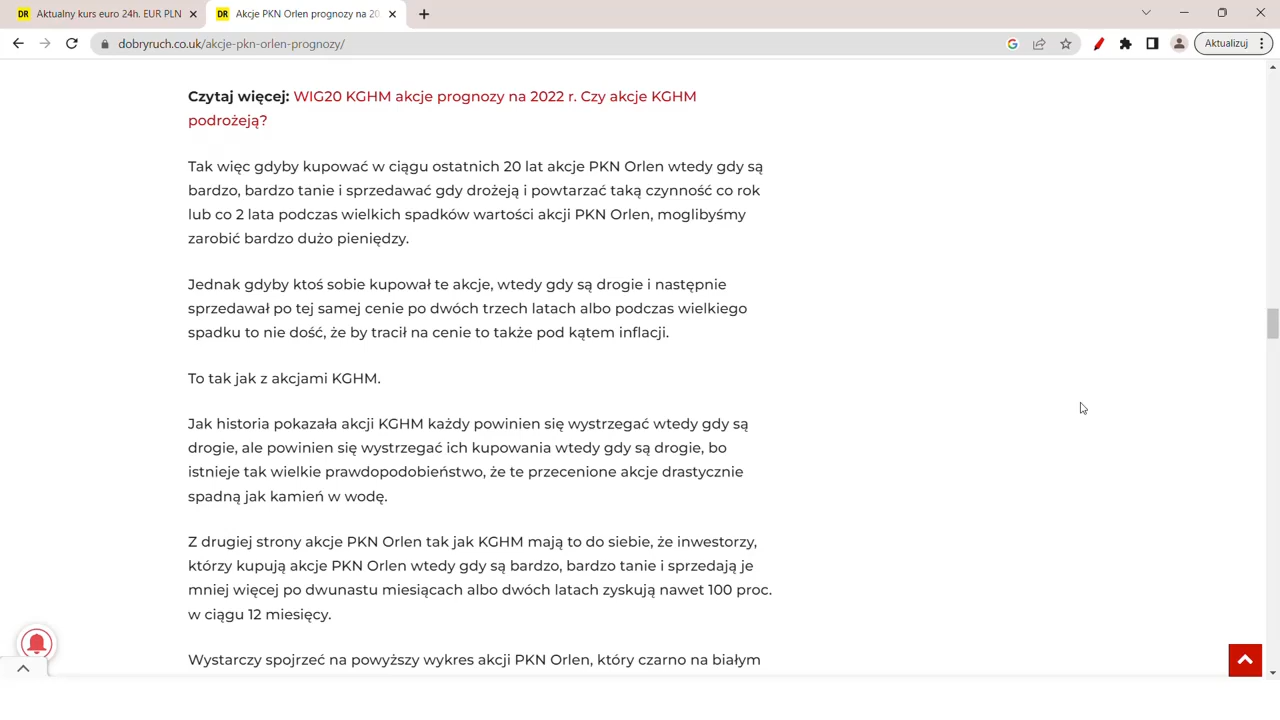 Aktualny kurs euro 24h. EUR PLN
Akcje PKN Orlen prognozy na 20
dobryruch.co.uk/akcje-pkn-orlen-prognozy/
Aktualizuj
Czytaj więcej: WIG20 KGHM akcje prognozy na 2022 r. Czy akcje KGHM
podrożeją?
Tak więc gdyby kupować w ciągu ostatnich 20 lat akcje PKN Orlen wtedy gdy są
bardzo, bardzo tanie i sprzedawać gdy drożeją i powtarzać taką czynność co rok
lub co 2 lata podczas wielkich spadków wartości akcji PKN Orlen, moglibyśmy
zarobić bardzo dużo pieniędzy.
Jednak gdyby ktoś sobie kupował te akcje, wtedy gdy są drogie i następnie
sprzedawał po tej samej cenie po dwóch trzech latach albo podczas wielkiego
spadku to nie dość, że by tracił na cenie to także pod kątem inflacji.
To tak jak z akcjami KGHM.
Jak historia pokazała akcji KGHM każdy powinien się wystrzegać wtedy gdy są
drogie, ale powinien się wystrzegać ich kupowania wtedy gdy są drogie, bo
istnieje tak wielkie prawdopodobieństwo, że te przecenione akcje drastycznie
spadną jak kamień w wodę.
Z drugiej strony akcje PKN Orlen tak jak KGHM mają to do siebie, że inwestorzy,
którzy kupują akcje PKN Orlen wtedy gdy są bardzo, bardzo tanie i sprzedają je
mniej więcej po dwunastu miesiącach albo dwóch latach zyskują nawet 100 proc.
w ciągu 12 miesięcy.
Wystarczy spojrzeć na powyższy wykres akcji PKN Orlen, który czarno na białym